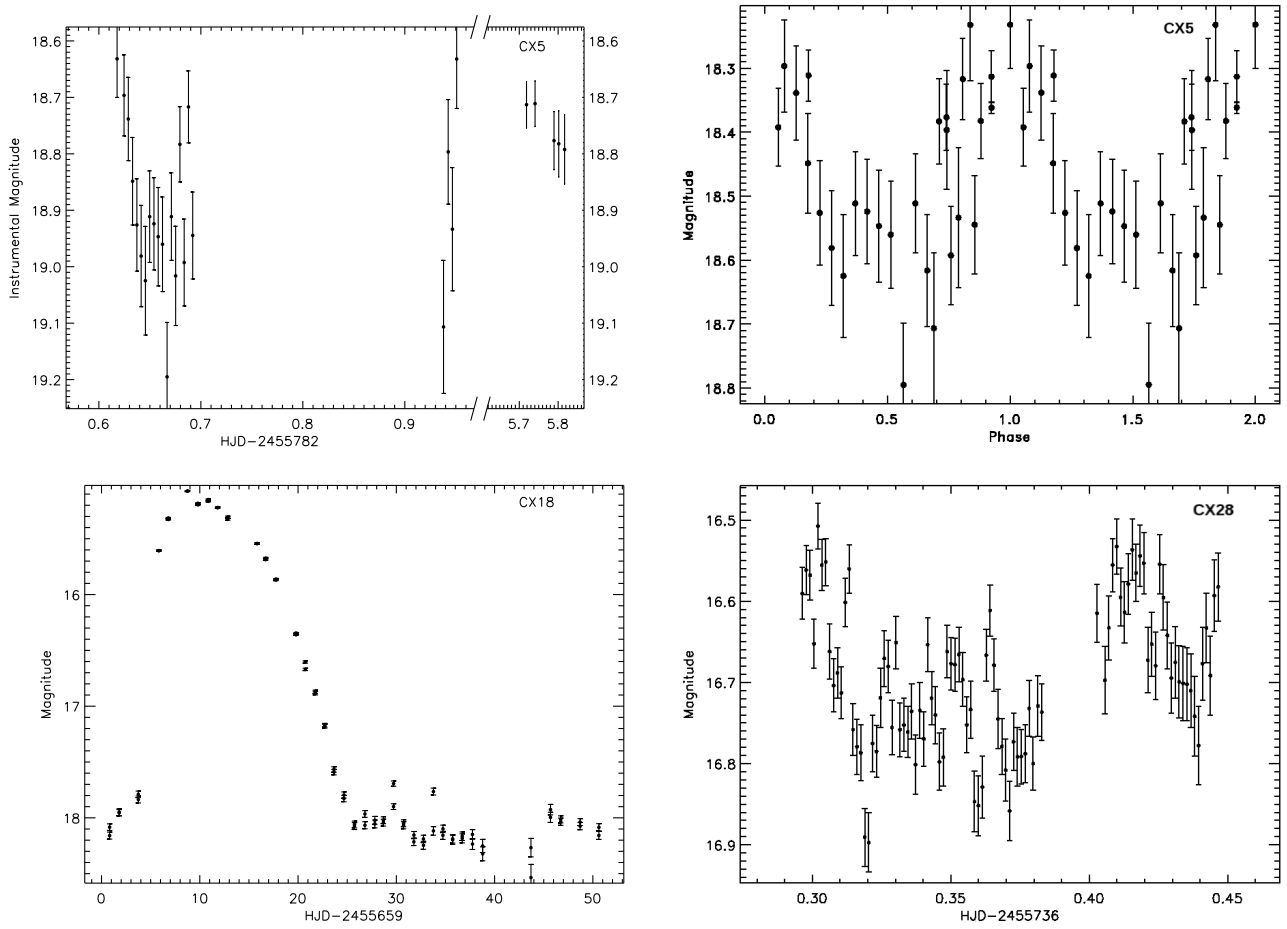 18.6
18.7
18.8
18.9
19.0
19.1
19.2
Instrumental Magnitude
CX5
18.6
18.7
18.8
18.9
19.0
19.1
19.2
0.6 0.7 0.8 0.9 5.7 5.8
HJD-2455782
18.3
18.4
18.5
18.6
18.7
18.8
Magnitude
CX5
0.0 0.5 1.0 1.5 2.0
Phase
16
17
18
Magnitude
CX18
0 10 20 30 40 50
HJD-2455659
16.5
16.6
16.7
16.8
16.9
Magnitude
CX28
0.30 0.35 0.40 0.45
HJD-2455736